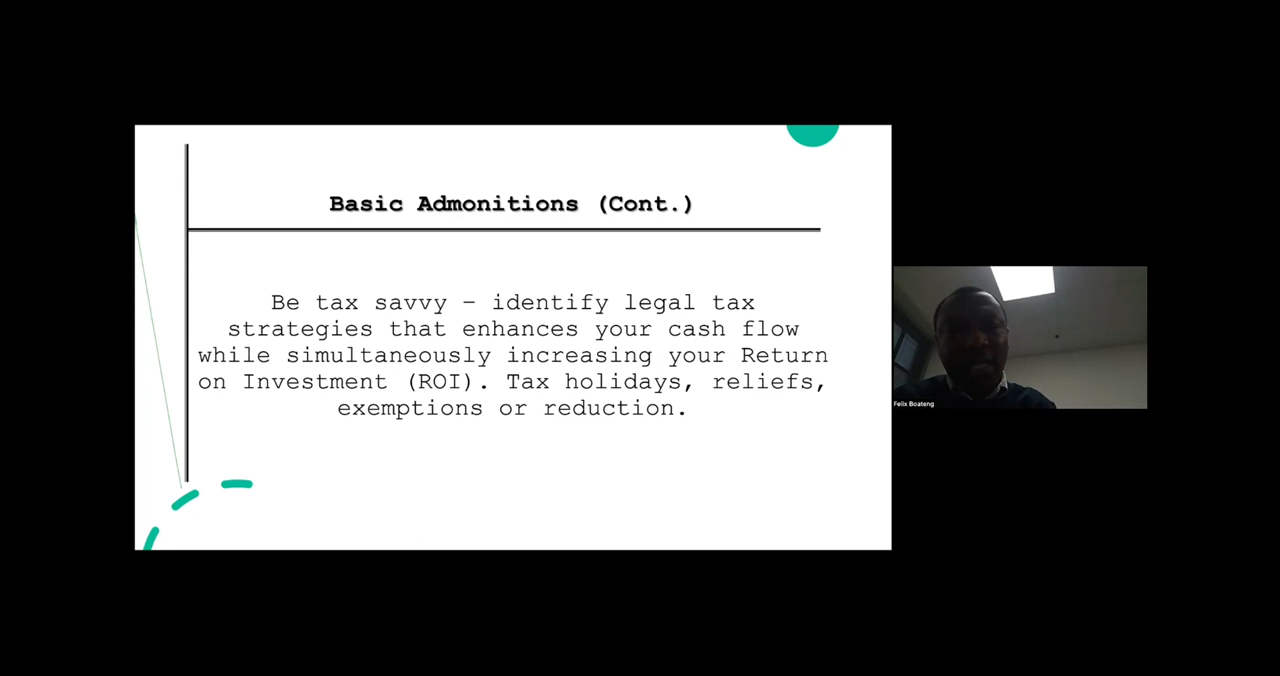 Basic Admonitions (Cont.)
Be tax savvy – identify legal tax
strategies that enhances your cash flow
while simultaneously increasing your Return
on Investment (ROI). Tax holidays, reliefs,
exemptions or reduction.
Felix Boateng